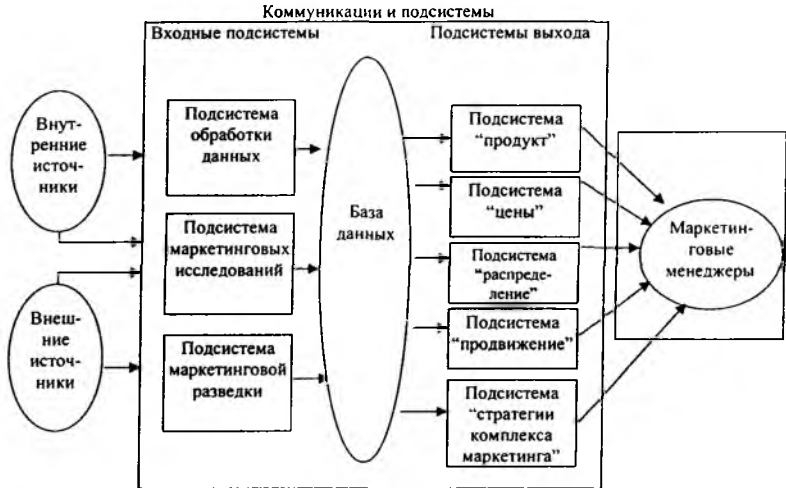 Коммуникации и подсистемы
Входные подсистемы
Подсистемы выхода
Внут-
ренние
источ-
ники
Внеш-
ние
источ-
ники
Подсистема
обработки
данных
Подсистема
маркетинговых
исследований
Подсистема
маркетинговой
разведки
База
данных
Подсистема
“продукт”
Подсистема
“цены”
Подсистема
“распреде-
ление”
Подсистема
“продвижение”
Подсистема
“стратегии
комплекса
маркетинга”
Маркетин-
говые
менеджеры